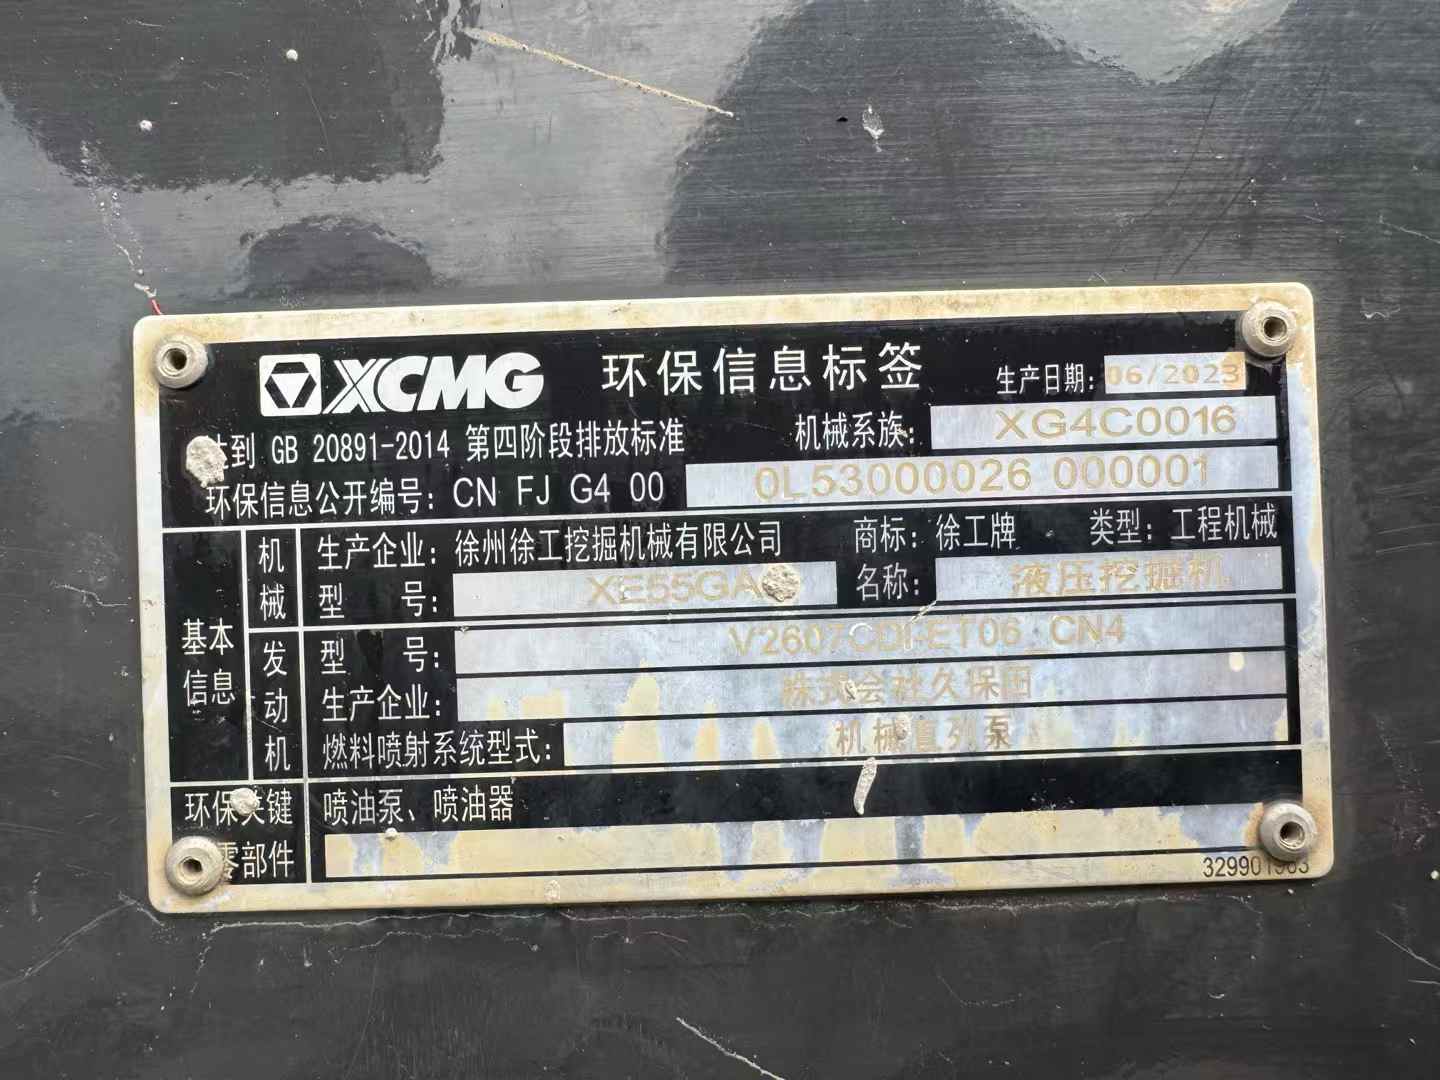 XCMG 环保信息标签 生产日期: 06/2023
达到 GB 20891-2014 第四阶段排放标准 机械系族: XG4C0016
环保信息公开编号: CN FJ G4 00 0L53000026 000001
基本信息
机械
生产企业: 徐州徐工挖掘机械有限公司 商标: 徐工牌 类型: 工程机械
型 号: 名称: 液压挖掘机
发动机
型 号:
生产企业: 株式会社久保田
燃料喷射系统型式: 机械直列泵
环保关键零部件
喷油泵、喷油器